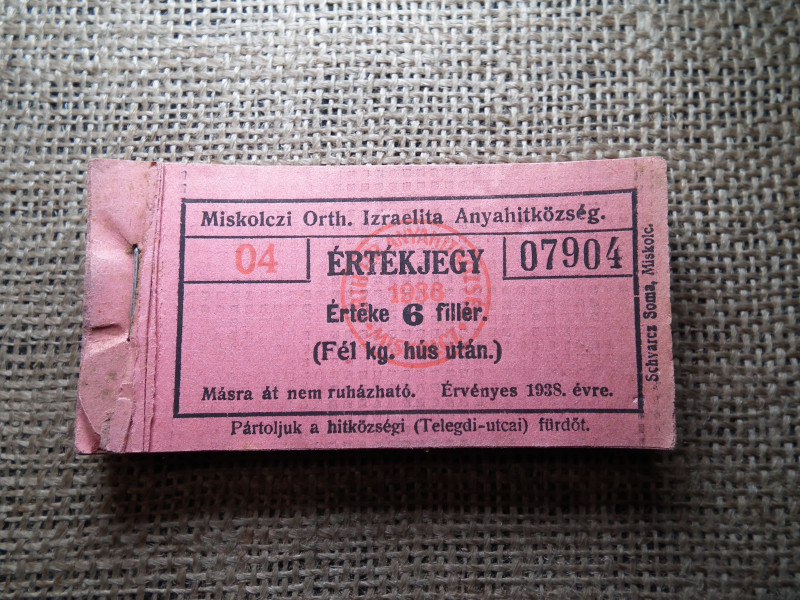 Miskolczi Orth. Izraelita Anyahitközség.
04
ÉRTÉKJEGY
07904
1938
Értéke 6 fillér.
(Fél kg. hús után.)
Másra át nem ruházható. Érvényes 1938. évre.
Pártoljuk a hitközségi (Telegdi-utcai) fürdőt.
Schvarcz Soma, Miskolc.